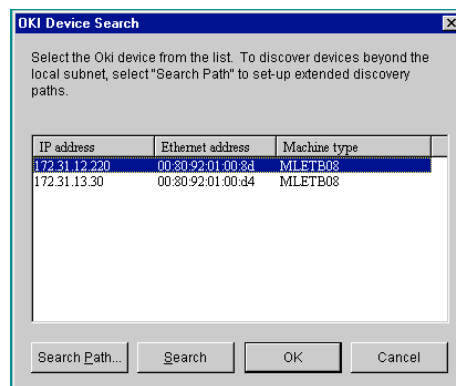 OKI Device Search
Select the Oki device from the list. To discover devices beyond the
local subnet, select "Search Path" to set-up extended discovery
paths.
IP address Ethernet address Machine type
172.31.12.220 00:80:92:01:00:8d MLETB08
172.31.13.30 00:80:92:01:00:d4 MLETB08
Search Path... Search OK Cancel